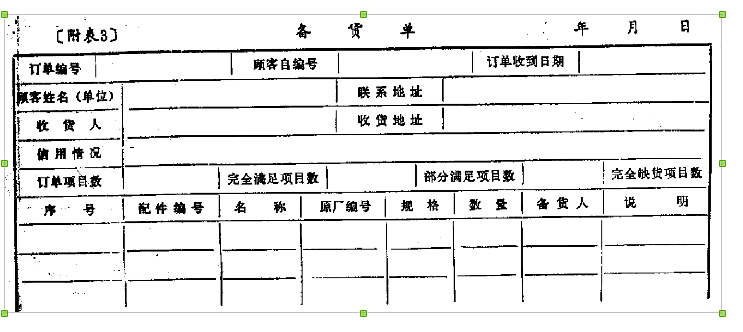 〔附表3〕 备 货 单 年 月 日
订单编号 顾客自编号 订单收到日期
顾客姓名（单位） 联系地址
收 货 人 收货地址
信用情况
订单项目数 完全满足项目数 部分满足项目数 完全缺货项目数
序 号 配件编号 名 称 原厂编号 规 格 数 量 备货人 说 明